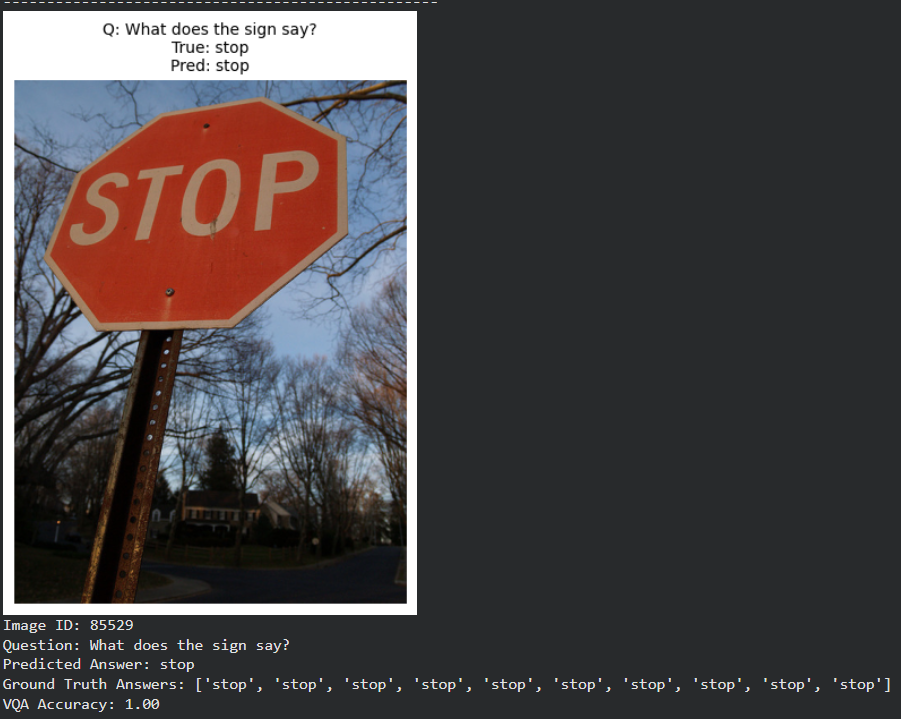 --------------------------------------------------
Q: What does the sign say?
True: stop
Pred: stop
STOP
Image ID: 85529
Question: What does the sign say?
Predicted Answer: stop
Ground Truth Answers: ['stop', 'stop', 'stop', 'stop', 'stop', 'stop', 'stop', 'stop', 'stop', 'stop']
VQA Accuracy: 1.00